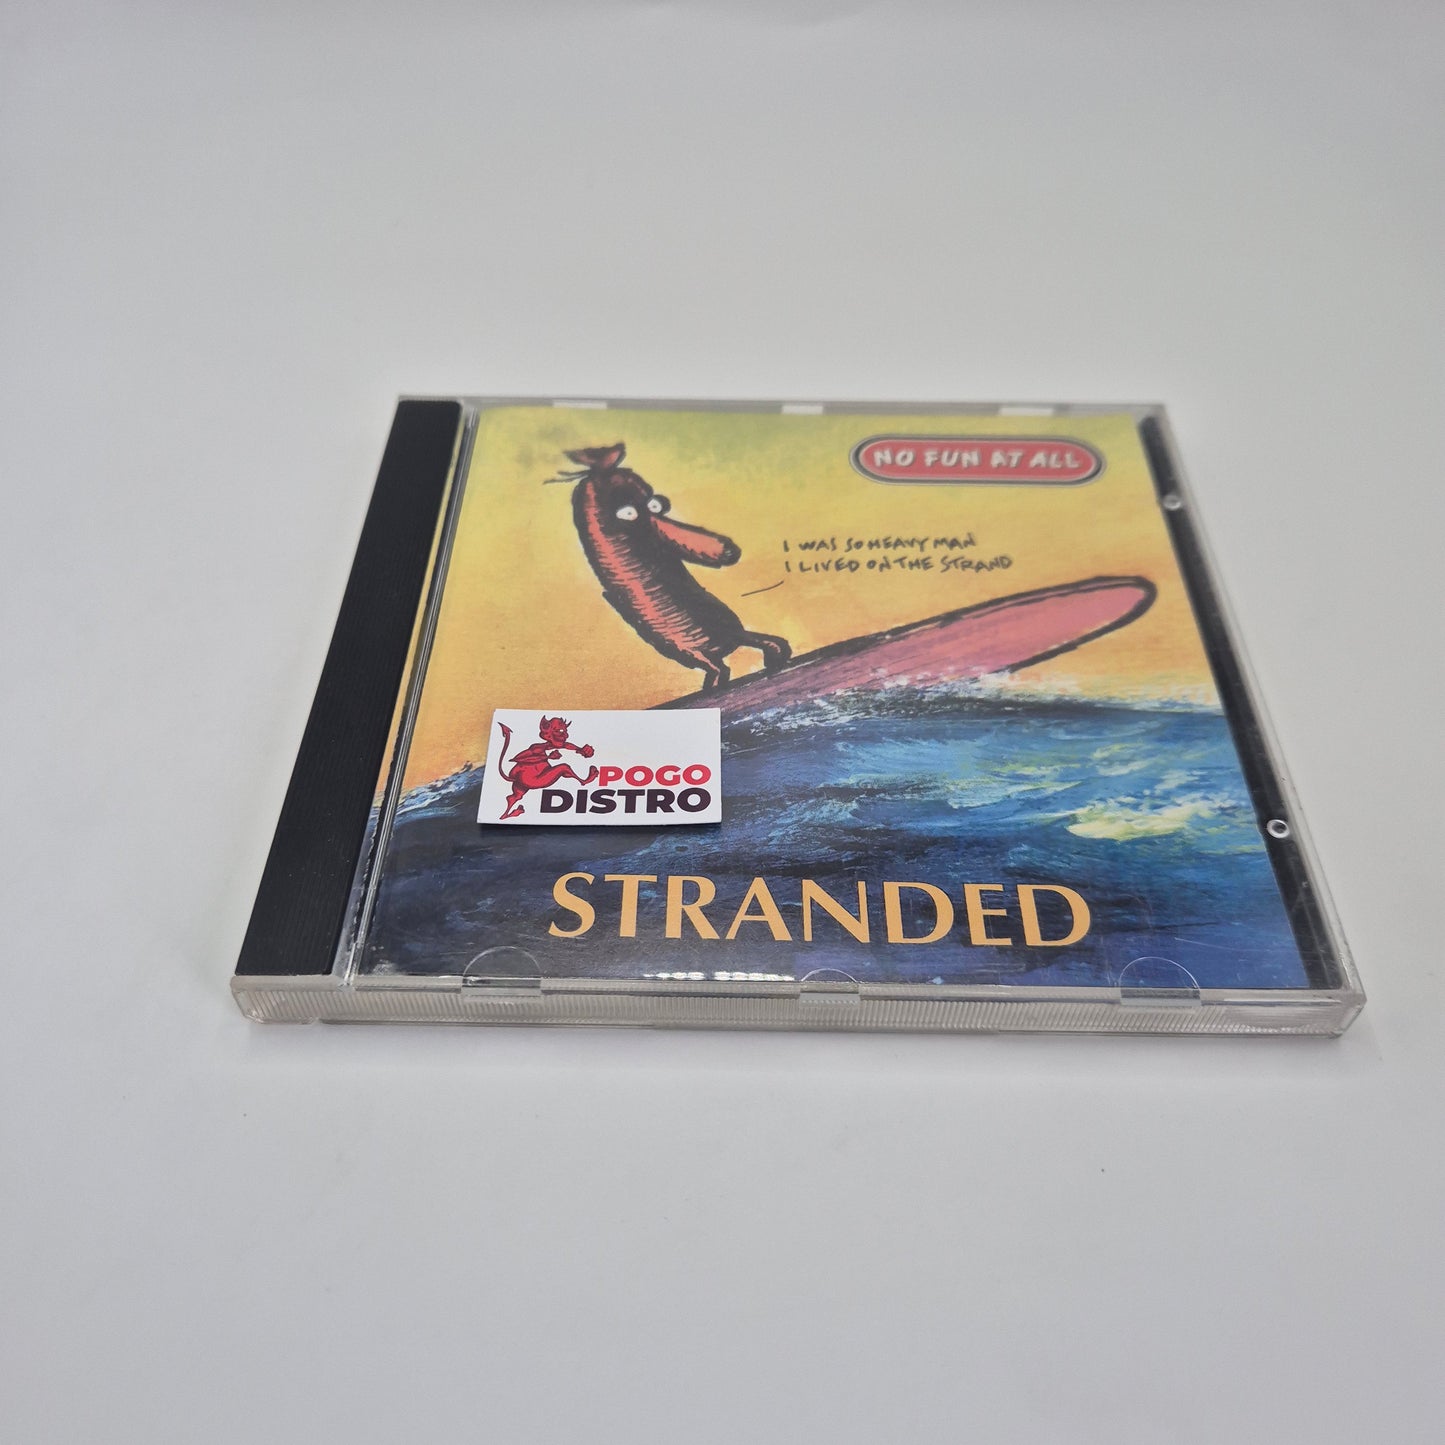 NO FUN AT ALL
I WAS SO HEAVY MAN
I LIVED ON THE STRAND
POGO
DISTRO
STRANDED